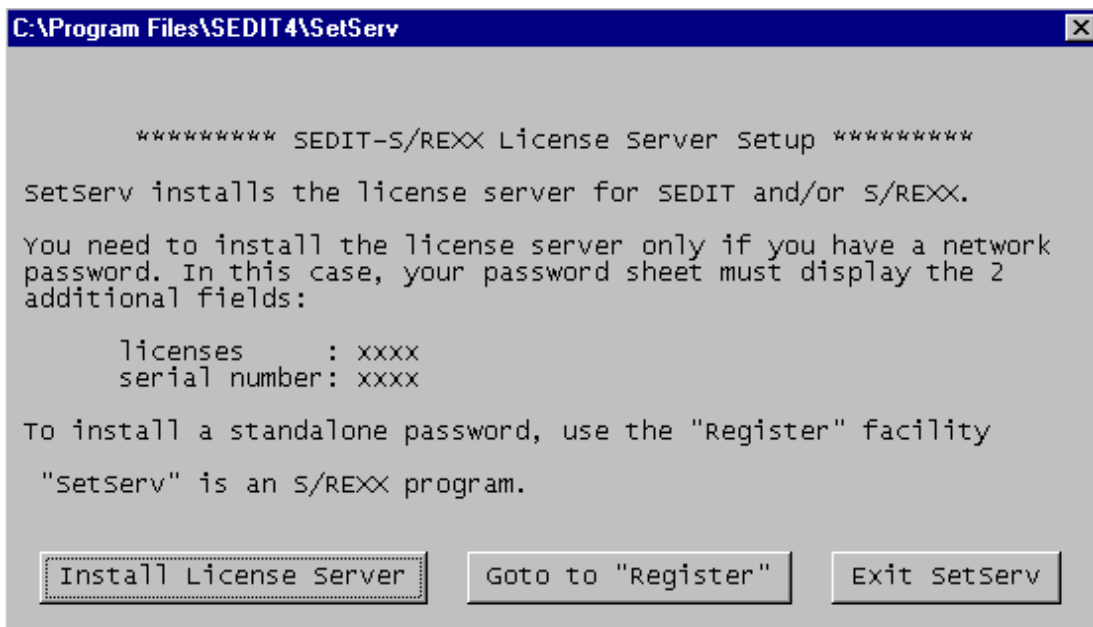 C:\Program Files\SEDIT4\SetServ
********* SEDIT-S/REXX License Server Setup *********
SetServ installs the license server for SEDIT and/or S/REXX.
You need to install the license server only if you have a network
password. In this case, your password sheet must display the 2
additional fields:
licenses     : xxxx
serial number: xxxx
To install a standalone password, use the "Register" facility
"SetServ" is an S/REXX program.
Install License Server
Goto to "Register"
Exit SetServ